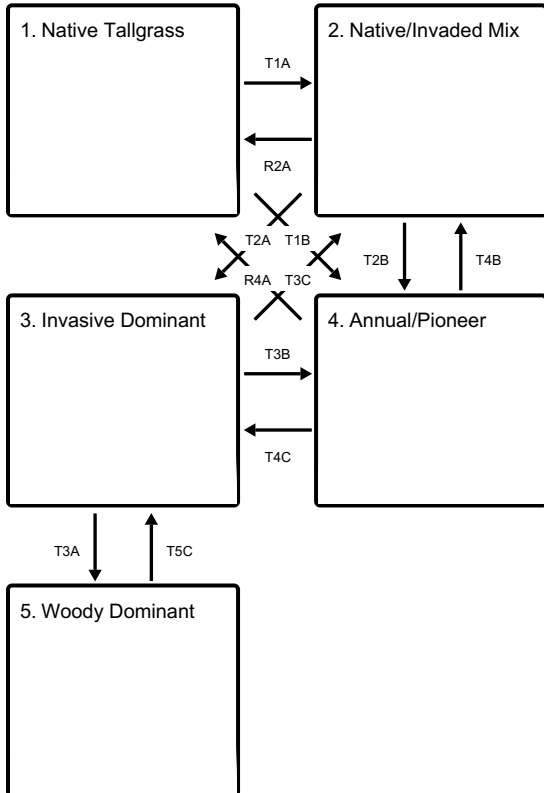 1. Native Tallgrass
2. Native/Invaded Mix
T1A
R2A
T2A
T1B
R4A
T3C
T2B
T4B
3. Invasive Dominant
4. Annual/Pioneer
T3B
T4C
T3A
T5C
5. Woody Dominant